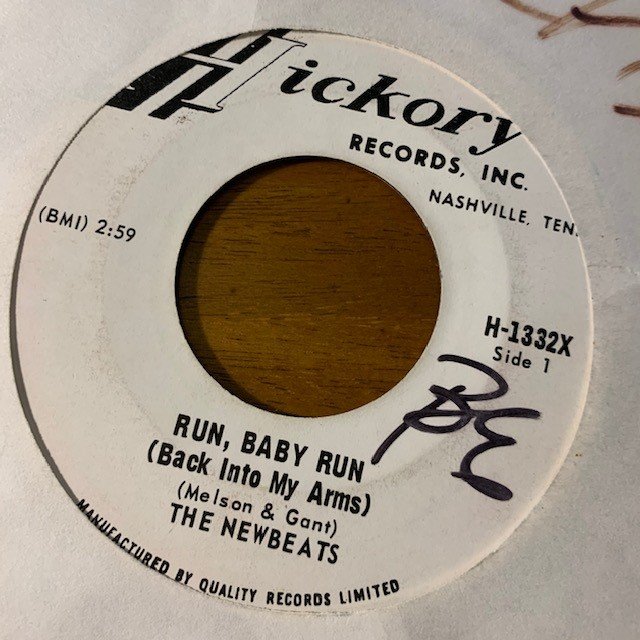 Hickory
RECORDS, INC.
NASHVILLE, TEN
(BMI) 2:59
H-1332X
Side 1
BE
RUN, BABY RUN
(Back Into My Arms)
(Melson & Gant)
THE NEWBEATS
MANUFACTURED BY QUALITY RECORDS LIMITED